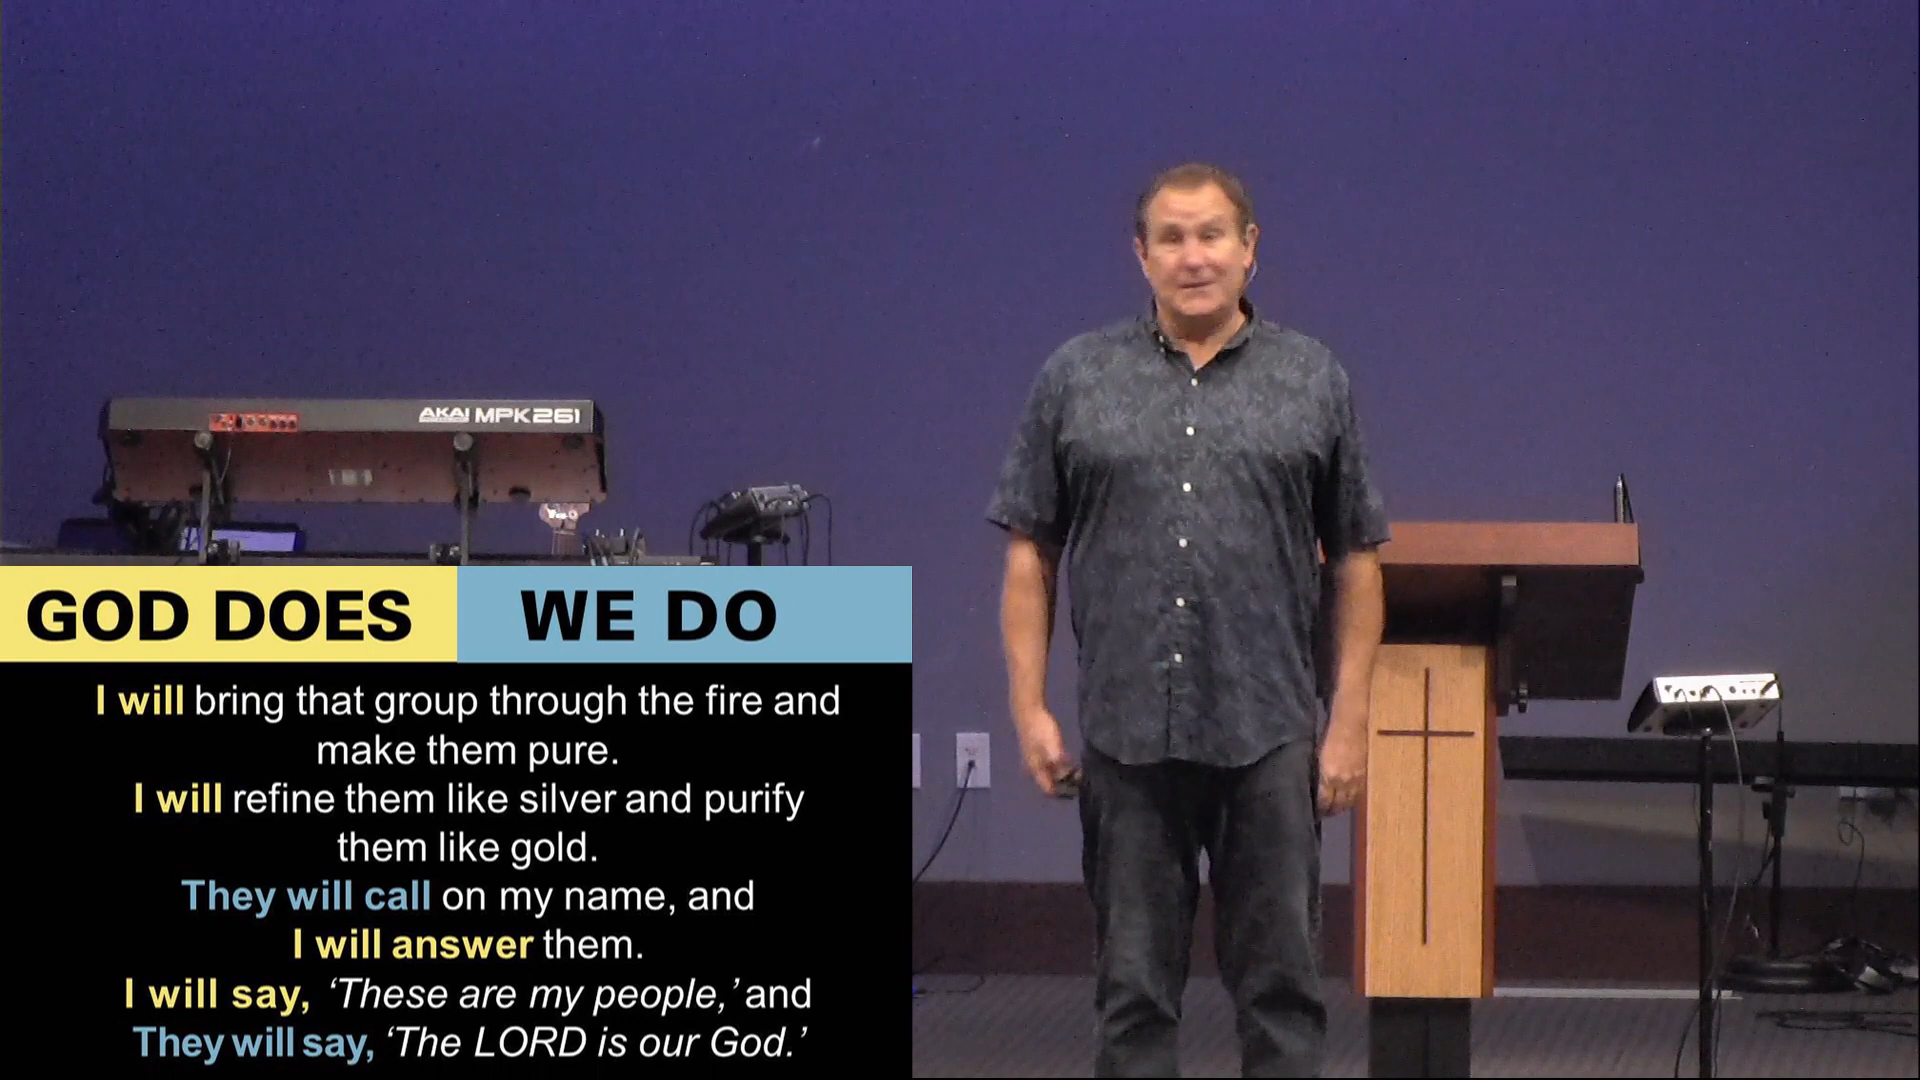 AKAI MPK261
GOD DOES WE DO
I will bring that group through the fire and
make them pure.
I will refine them like silver and purify
them like gold.
They will call on my name, and
I will answer them.
I will say, ‘These are my people,’ and
They will say, ‘The LORD is our God.’